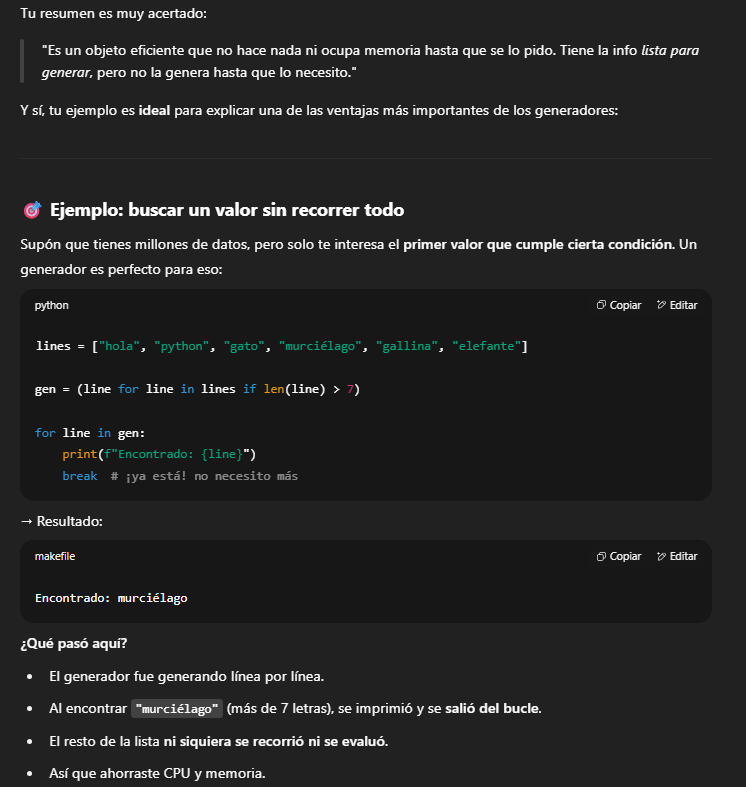 Tu resumen es muy acertado:
"Es un objeto eficiente que no hace nada ni ocupa memoria hasta que se lo pido. Tiene la info lista para
generar, pero no la genera hasta que lo necesito."
Y sí, tu ejemplo es ideal para explicar una de las ventajas más importantes de los generadores:
🎯 Ejemplo: buscar un valor sin recorrer todo
Supón que tienes millones de datos, pero solo te interesa el primer valor que cumple cierta condición. Un
generador es perfecto para eso:
python Copiar Editar
lines = ["hola", "python", "gato", "murciélago", "gallina", "elefante"]
gen = (line for line in lines if len(line) > 7)
for line in gen:
    print(f"Encontrado: {line}")
    break  # ¡ya está! no necesito más
→ Resultado:
makefile Copiar Editar
Encontrado: murciélago
¿Qué pasó aquí?
• El generador fue generando línea por línea.
• Al encontrar "murciélago" (más de 7 letras), se imprimió y se salió del bucle.
• El resto de la lista ni siquiera se recorrió ni se evaluó.
• Así que ahorraste CPU y memoria.